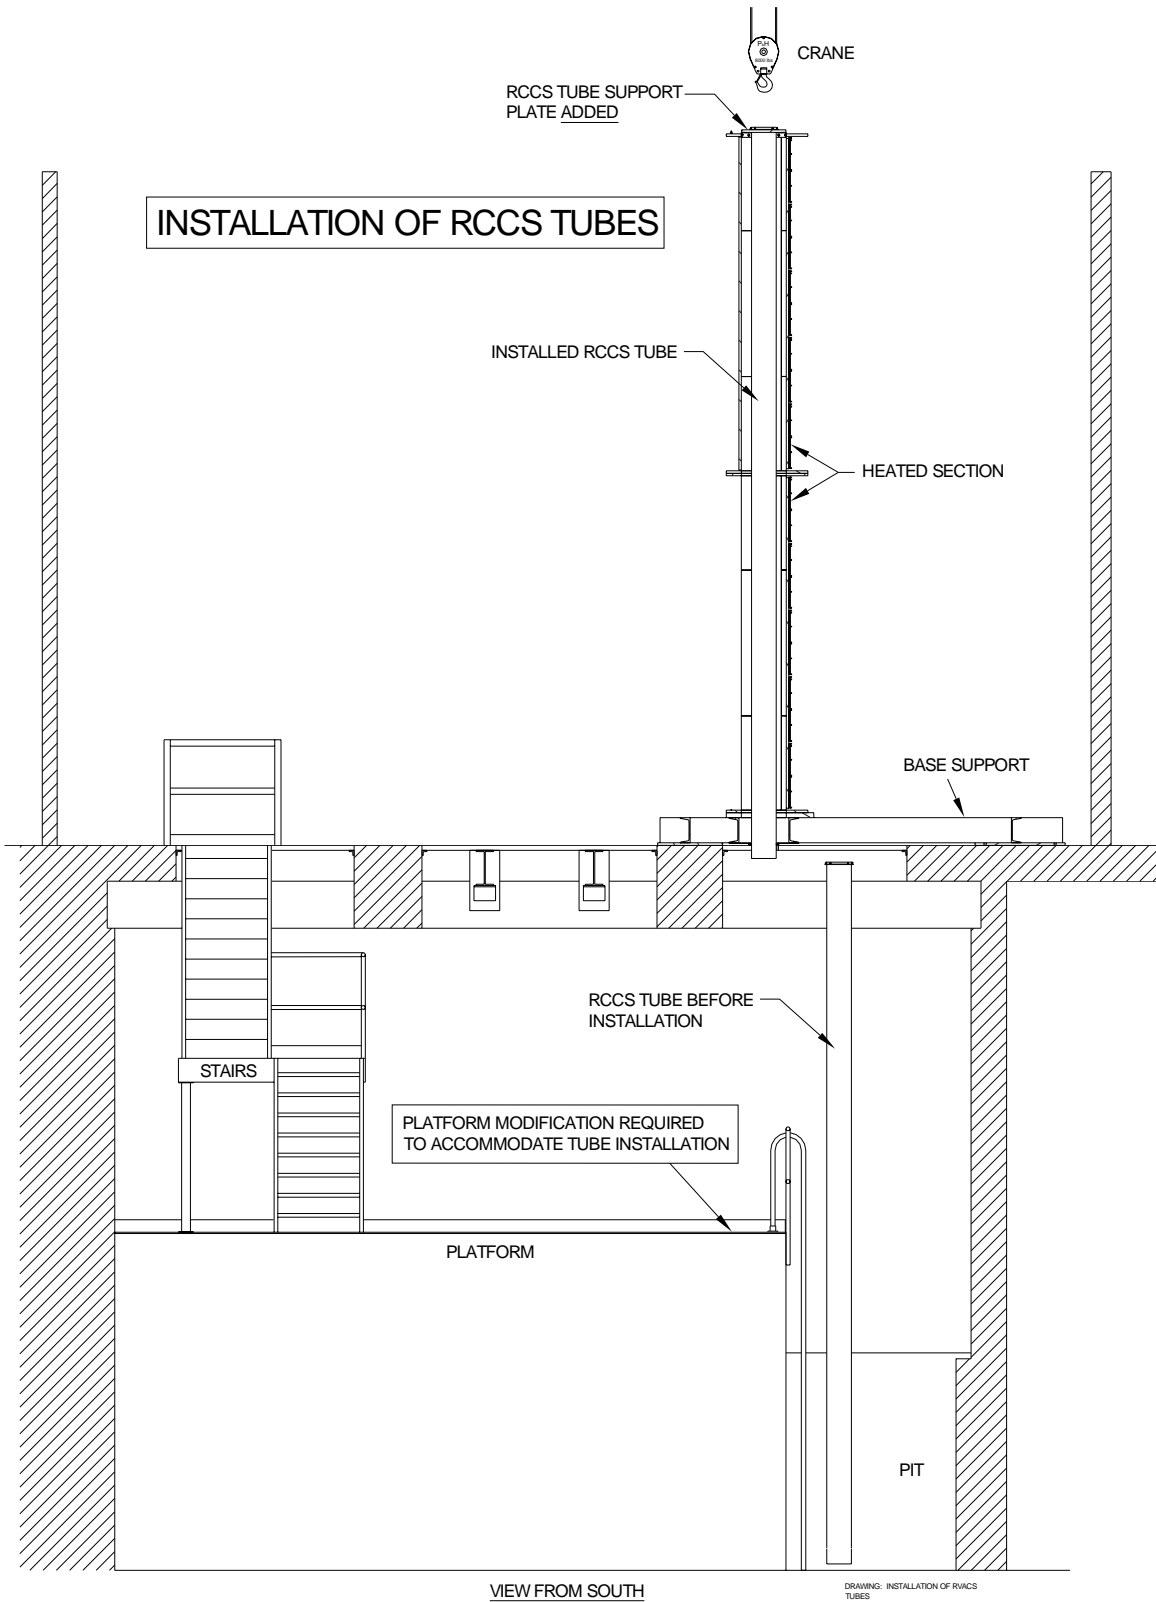 P&H
8000 lbs
CRANE
RCCS TUBE SUPPORT
PLATE ADDED
INSTALLATION OF RCCS TUBES
INSTALLED RCCS TUBE
HEATED SECTION
BASE SUPPORT
RCCS TUBE BEFORE
INSTALLATION
STAIRS
PLATFORM MODIFICATION REQUIRED
TO ACCOMMODATE TUBE INSTALLATION
PLATFORM
PIT
VIEW FROM SOUTH
DRAWING: INSTALLATION OF RVACS
TUBES